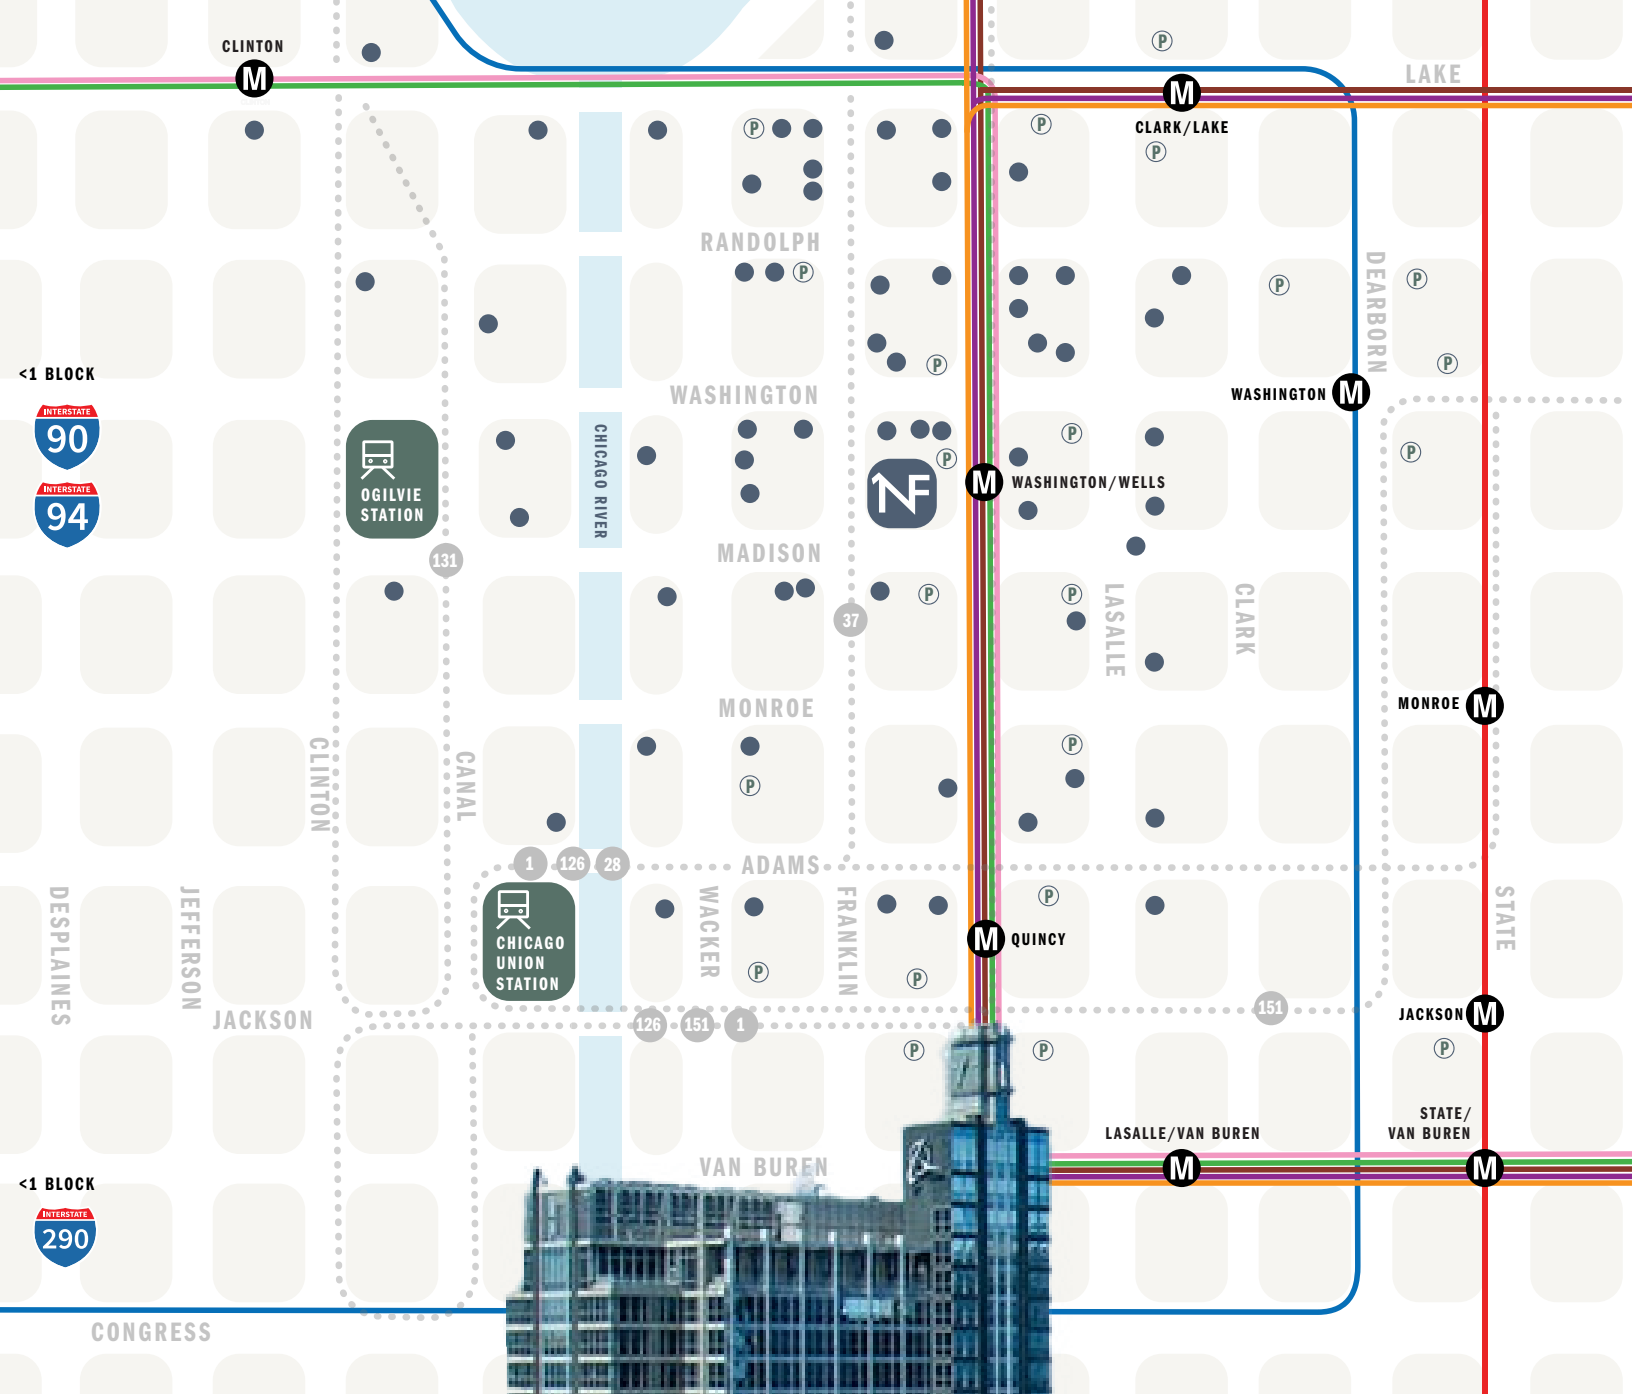 CLINTON
M
LAKE
P
M
CLARK/LAKE
P
P
P
RANDOLPH
P
P
P
DEARBORN
<1 BLOCK
P
P
WASHINGTON
WASHINGTON
M
INTERSTATE
90
INTERSTATE
94
OGILVIE
STATION
CHICAGO RIVER
P
P
P
NF
M
WASHINGTON/WELLS
MADISON
131
37
P
P
LASALLE
CLARK
MONROE
MONROE
M
CLINTON
CANAL
P
P
1
126
28
ADAMS
DESPLAINES
JEFFERSON
CHICAGO
UNION
STATION
WACKER
FRANKLIN
P
STATE
M
QUINCY
P
P
JACKSON
126
151
1
151
JACKSON
M
P
P
P
STATE/
VAN BUREN
LASALLE/VAN BUREN
M
M
VAN BUREN
<1 BLOCK
INTERSTATE
290
CONGRESS